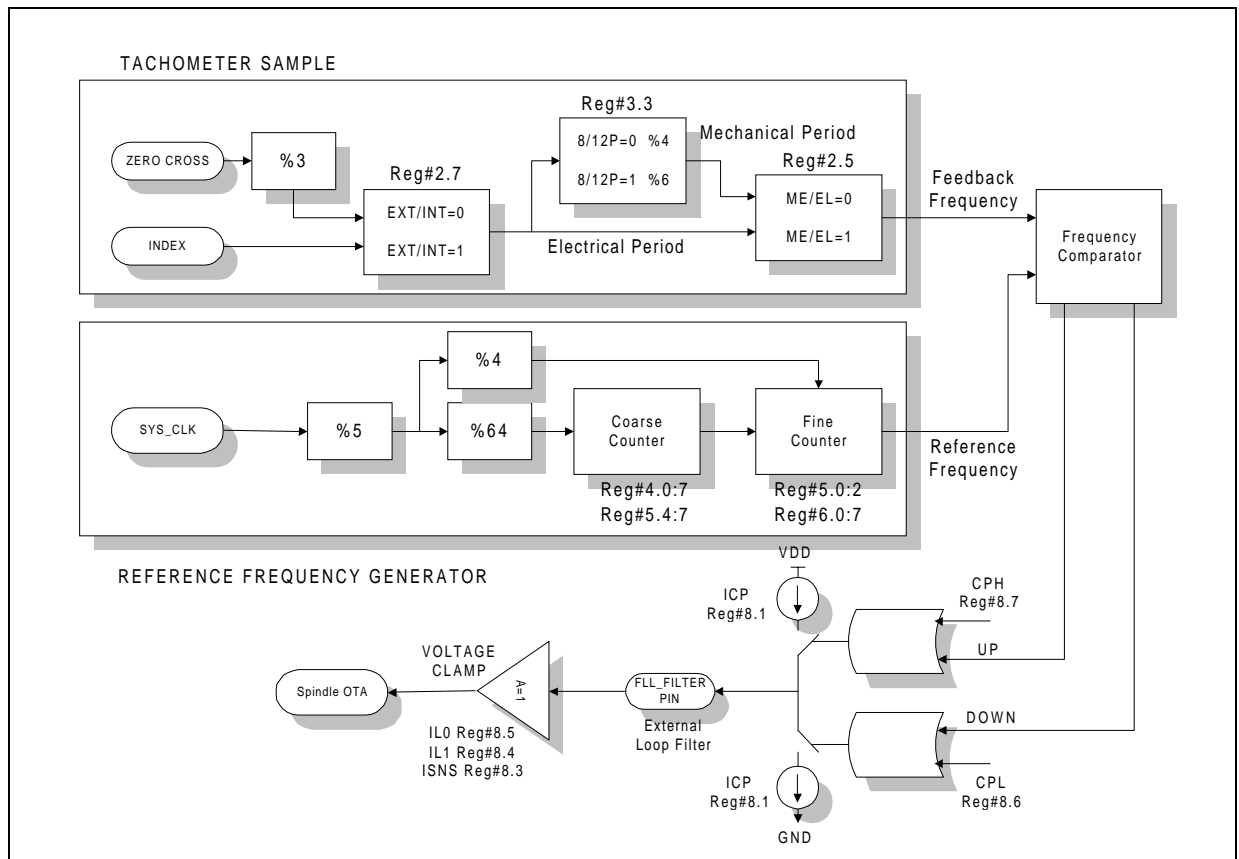 TACHOMETER SAMPLE
Reg#3.3
8/12P=0 %4
8/12P=1 %6
Mechanical Period
ZERO CROSS
%3
Reg#2.7
EXT/INT=0
EXT/INT=1
INDEX
Electrical Period
Reg#2.5
ME/EL=0
ME/EL=1
Feedback
Frequency
Frequency
Comparator
SYS_CLK
%5
%4
%64
Coarse
Counter
Reg#4.0:7
Reg#5.4:7
Fine
Counter
Reg#5.0:2
Reg#6.0:7
Reference
Frequency
REFERENCE FREQUENCY GENERATOR
VDD
ICP
Reg#8.1
CPH
Reg#8.7
UP
VOLTAGE
CLAMP
A=1
Spindle OTA
IL0 Reg#8.5
IL1 Reg#8.4
ISNS Reg#8.3
FLL_FILTER
PIN
External
Loop Filter
DOWN
ICP
Reg#8.1
CPL
Reg#8.6
GND